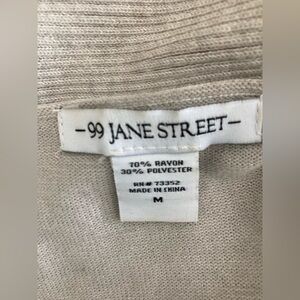 -99 JANE STREET-
70% RAYON
30% POLYESTER
RN# 73352
MADE IN CHINA
M